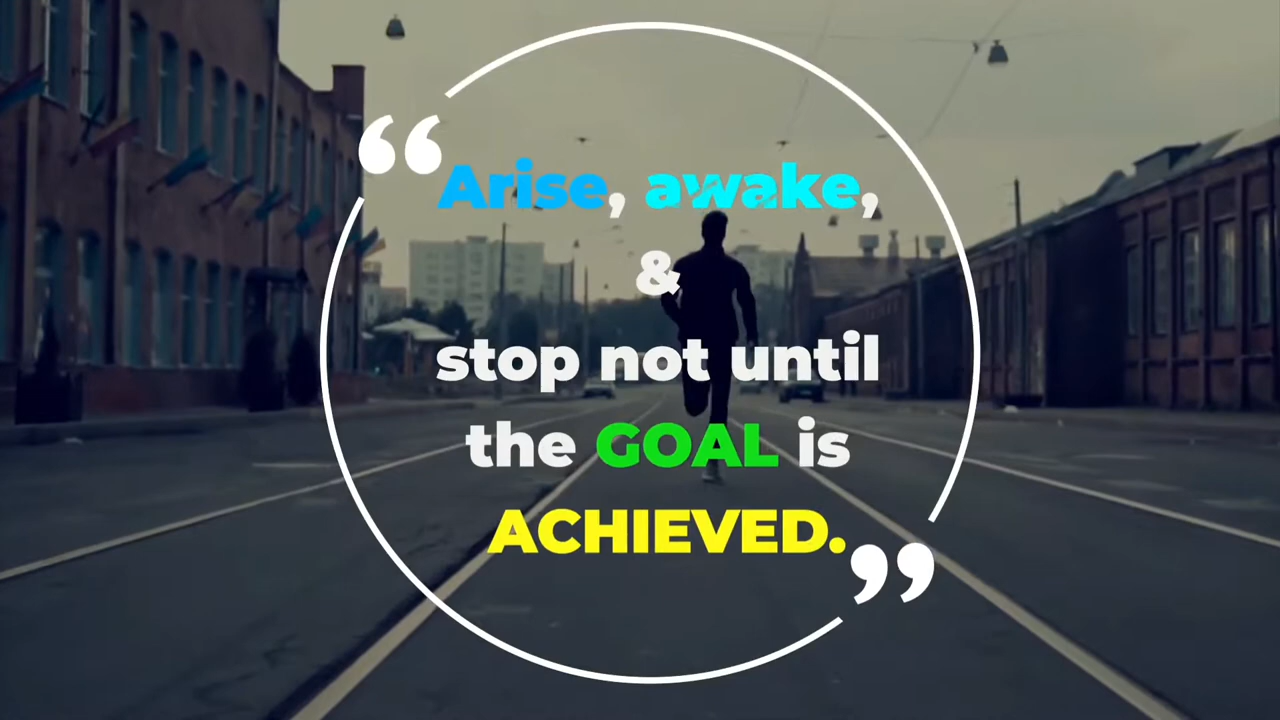 “Arise, awake,
&
stop not until
the GOAL is
ACHIEVED.”